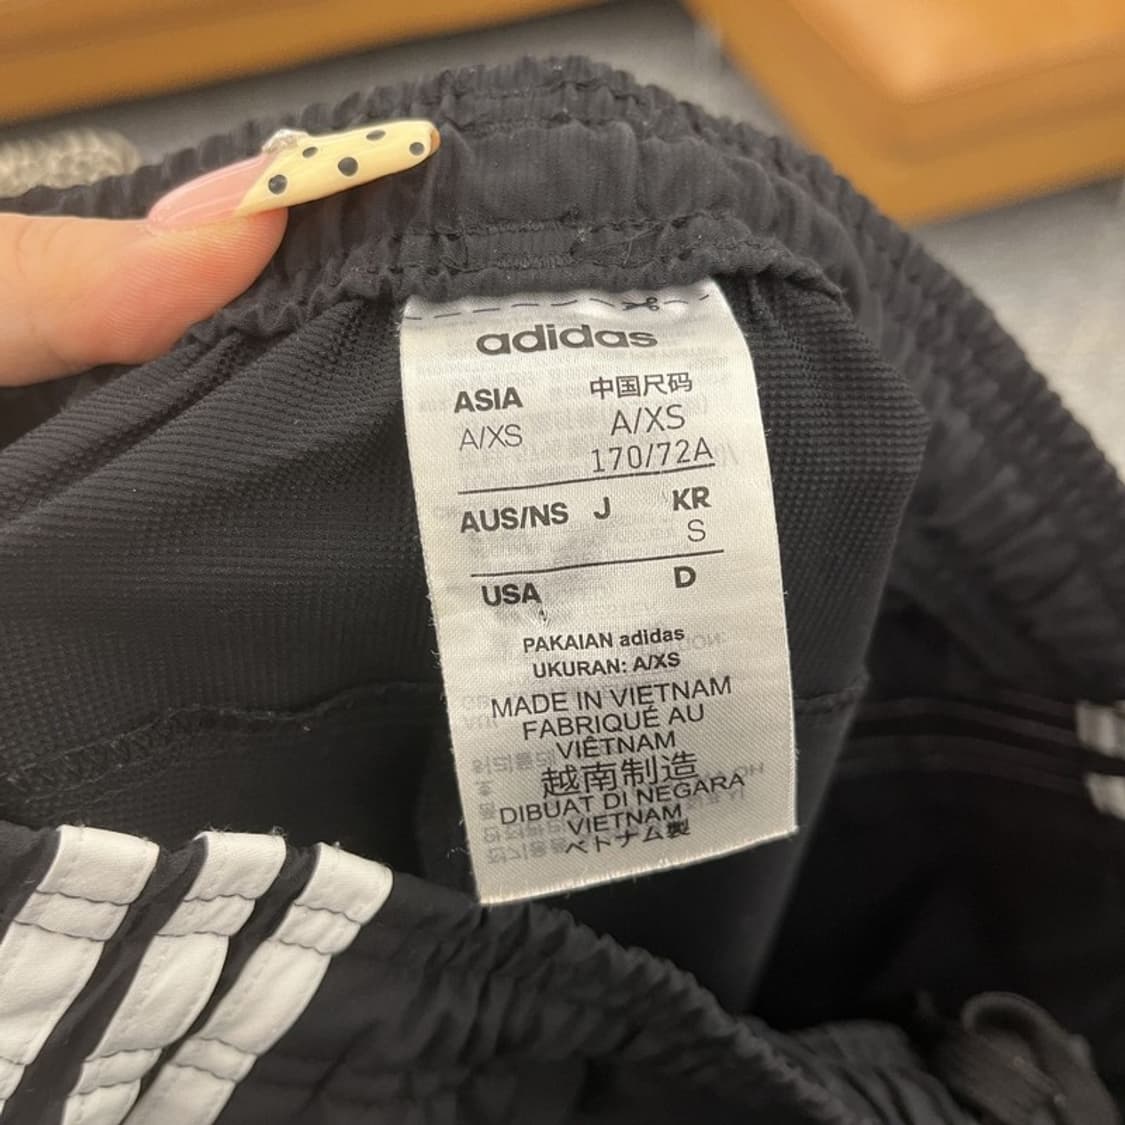 adidas
ASIA 中国尺码
A/XS A/XS
170/72A
AUS/NS J KR
S
USA D
PAKAIAN adidas
UKURAN: A/XS
MADE IN VIETNAM
FABRIQUÉ AU
VIÊTNAM
越南制造
DIBUAT DI NEGARA
VIETNAM
ベトナム製